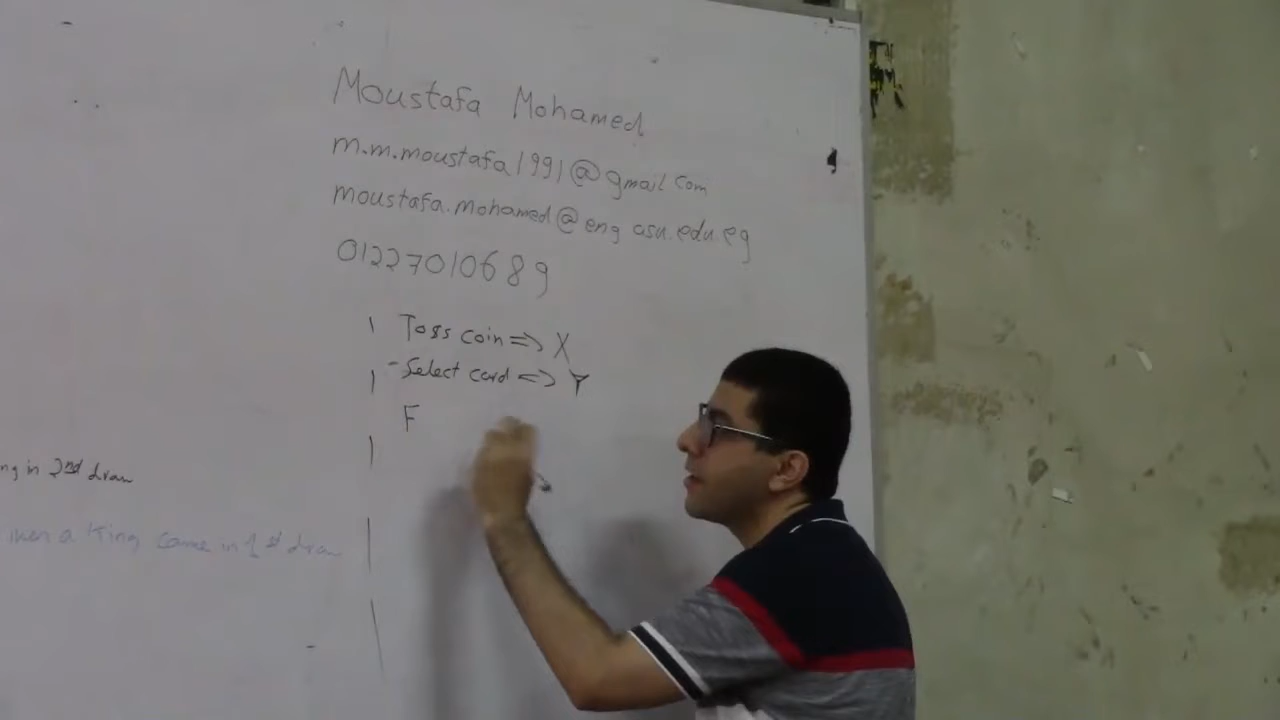 Moustafa Mohamed
m.m.moustafa1991@gmail.com
moustafa.mohamed@eng.asu.edu.eg
01227010689
Toss coin => X
- Select card => Y
F
ng in 2nd draw
iven a King came in 1st draw